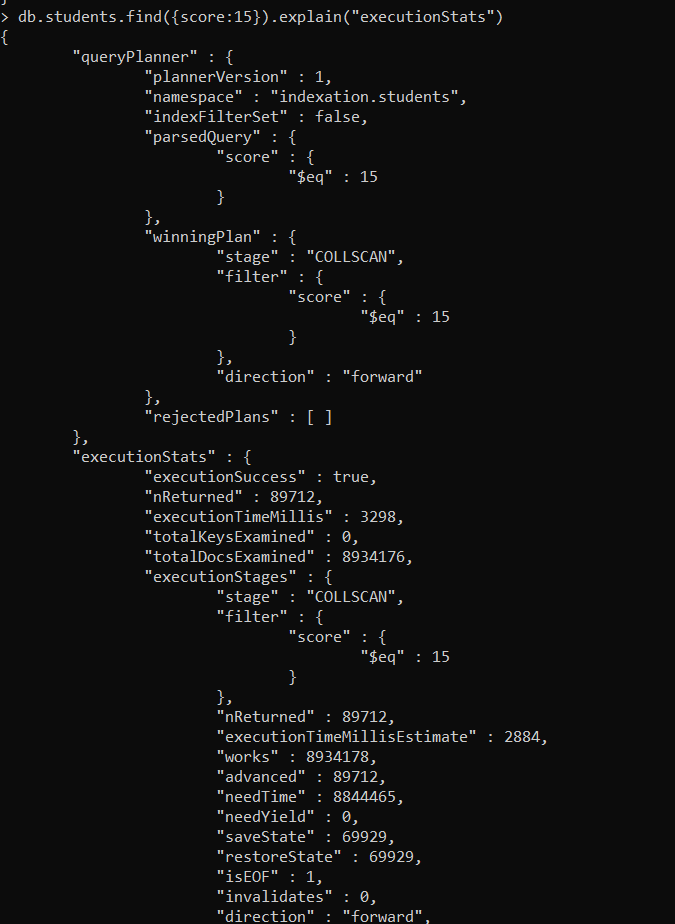 > db.students.find({score:15}).explain("executionStats")
{
        "queryPlanner" : {
                "plannerVersion" : 1,
                "namespace" : "indexation.students",
                "indexFilterSet" : false,
                "parsedQuery" : {
                        "score" : {
                                "$eq" : 15
                        }
                },
                "winningPlan" : {
                        "stage" : "COLLSCAN",
                        "filter" : {
                                "score" : {
                                        "$eq" : 15
                                }
                        },
                        "direction" : "forward"
                },
                "rejectedPlans" : [ ]
        },
        "executionStats" : {
                "executionSuccess" : true,
                "nReturned" : 89712,
                "executionTimeMillis" : 3298,
                "totalKeysExamined" : 0,
                "totalDocsExamined" : 8934176,
                "executionStages" : {
                        "stage" : "COLLSCAN",
                        "filter" : {
                                "score" : {
                                        "$eq" : 15
                                }
                        },
                        "nReturned" : 89712,
                        "executionTimeMillisEstimate" : 2884,
                        "works" : 8934178,
                        "advanced" : 89712,
                        "needTime" : 8844465,
                        "needYield" : 0,
                        "saveState" : 69929,
                        "restoreState" : 69929,
                        "isEOF" : 1,
                        "invalidates" : 0,
                        "direction" : "forward",